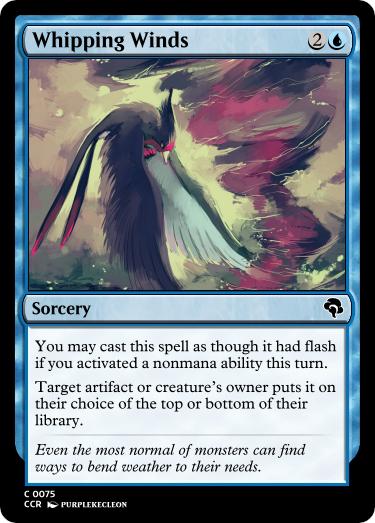 Whipping Winds 2
Sorcery
You may cast this spell as though it had flash
if you activated a nonmana ability this turn.
Target artifact or creature's owner puts it on
their choice of the top or bottom of their
library.
Even the most normal of monsters can find
ways to bend weather to their needs.
C 0075
CCR PURPLEKECLEON